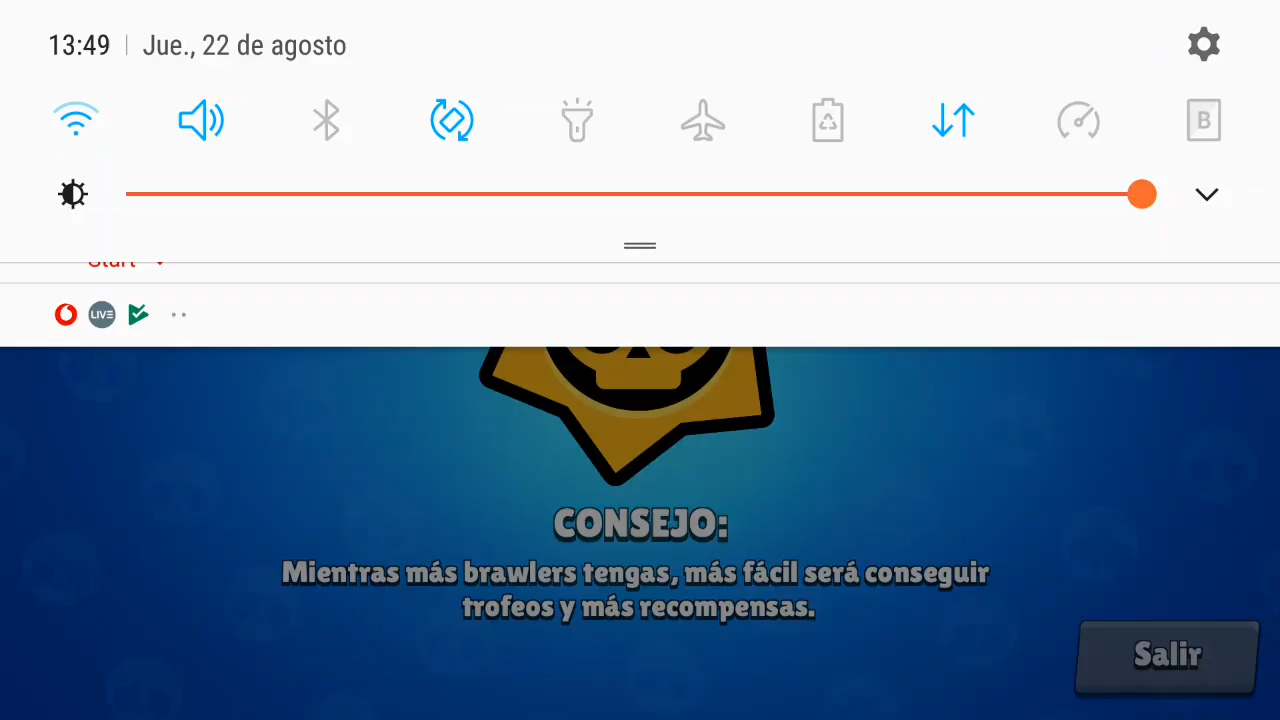 13:49 | Jue., 22 de agosto
B
Start
LIVE
CONSEJO:
Mientras más brawlers tengas, más fácil será conseguir
trofeos y más recompensas.
Salir